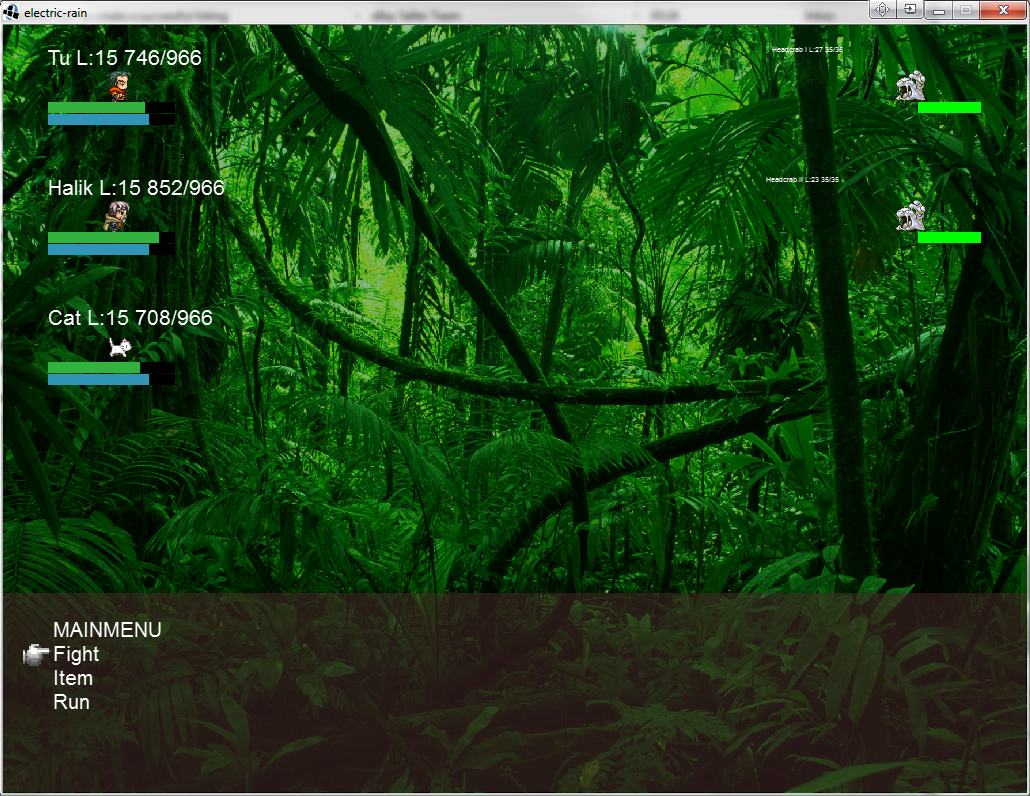 electric-rain
Tu L:15 746/966
Headcrab I L:27 35/35
Halik L:15 852/966
Headcrab II L:23 35/35
Cat L:15 708/966
MAINMENU
Fight
Item
Run